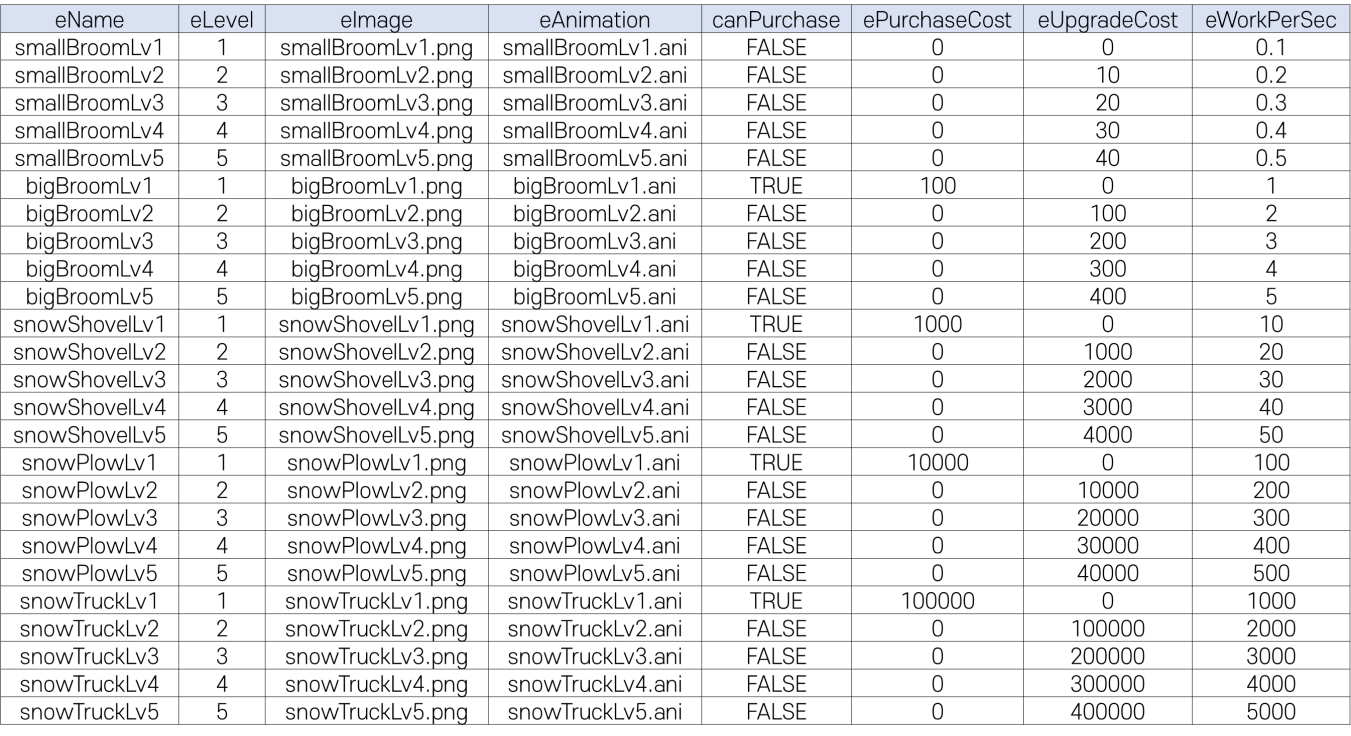 eName eLevel eImage eAnimation canPurchase ePurchaseCost eUpgradeCost eWorkPerSec
smallBroomLv1 1 smallBroomLv1.png smallBroomLv1.ani FALSE 0 0 0.1
smallBroomLv2 2 smallBroomLv2.png smallBroomLv2.ani FALSE 0 10 0.2
smallBroomLv3 3 smallBroomLv3.png smallBroomLv3.ani FALSE 0 20 0.3
smallBroomLv4 4 smallBroomLv4.png smallBroomLv4.ani FALSE 0 30 0.4
smallBroomLv5 5 smallBroomLv5.png smallBroomLv5.ani FALSE 0 40 0.5
bigBroomLv1 1 bigBroomLv1.png bigBroomLv1.ani TRUE 100 0 1
bigBroomLv2 2 bigBroomLv2.png bigBroomLv2.ani FALSE 0 100 2
bigBroomLv3 3 bigBroomLv3.png bigBroomLv3.ani FALSE 0 200 3
bigBroomLv4 4 bigBroomLv4.png bigBroomLv4.ani FALSE 0 300 4
bigBroomLv5 5 bigBroomLv5.png bigBroomLv5.ani FALSE 0 400 5
snowShovelLv1 1 snowShovelLv1.png snowShovelLv1.ani TRUE 1000 0 10
snowShovelLv2 2 snowShovelLv2.png snowShovelLv2.ani FALSE 0 1000 20
snowShovelLv3 3 snowShovelLv3.png snowShovelLv3.ani FALSE 0 2000 30
snowShovelLv4 4 snowShovelLv4.png snowShovelLv4.ani FALSE 0 3000 40
snowShovelLv5 5 snowShovelLv5.png snowShovelLv5.ani FALSE 0 4000 50
snowPlowLv1 1 snowPlowLv1.png snowPlowLv1.ani TRUE 10000 0 100
snowPlowLv2 2 snowPlowLv2.png snowPlowLv2.ani FALSE 0 10000 200
snowPlowLv3 3 snowPlowLv3.png snowPlowLv3.ani FALSE 0 20000 300
snowPlowLv4 4 snowPlowLv4.png snowPlowLv4.ani FALSE 0 30000 400
snowPlowLv5 5 snowPlowLv5.png snowPlowLv5.ani FALSE 0 40000 500
snowTruckLv1 1 snowTruckLv1.png snowTruckLv1.ani TRUE 100000 0 1000
snowTruckLv2 2 snowTruckLv2.png snowTruckLv2.ani FALSE 0 100000 2000
snowTruckLv3 3 snowTruckLv3.png snowTruckLv3.ani FALSE 0 200000 3000
snowTruckLv4 4 snowTruckLv4.png snowTruckLv4.ani FALSE 0 300000 4000
snowTruckLv5 5 snowTruckLv5.png snowTruckLv5.ani FALSE 0 400000 5000